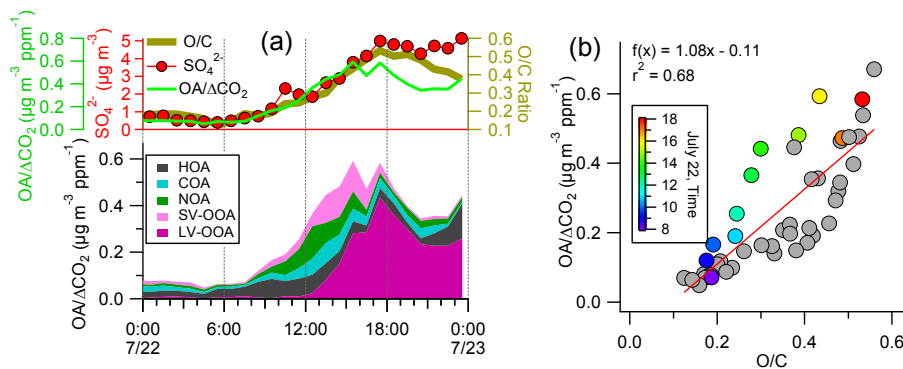 (a)
OA/ΔCO2 (µg m-3 ppm-1)
0.8
0.6
0.4
0.2
0.0
SO4 2- (µg m-3)
5
4
3
2
1
0
O/C
SO4 2-
OA/ΔCO2
0.6
0.5
0.4
0.3
0.2
0.1
O/C Ratio
OA/ΔCO2 (µg m-3 ppm-1)
0.6
0.4
0.2
0.0
HOA
COA
NOA
SV-OOA
LV-OOA
0:00 6:00 12:00 18:00 0:00
7/22 7/23
(b)
f(x) = 1.08x - 0.11
r2 = 0.68
OA/ΔCO2 (µg m-3 ppm-1)
0.6
0.4
0.2
0.0
18
16
14
12
10
8
July 22, Time
0.0 0.2 0.4 0.6
O/C